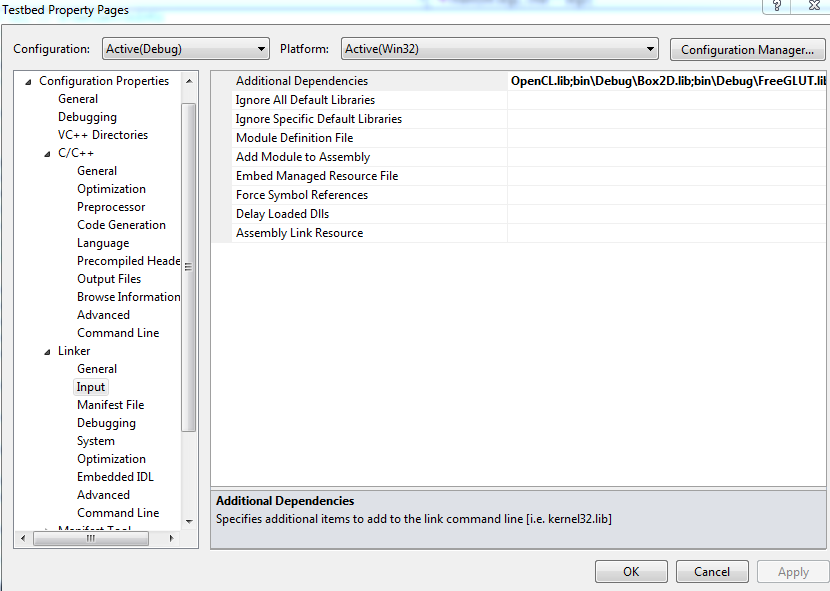 Testbed Property Pages
Configuration: Active(Debug) Platform: Active(Win32) Configuration Manager...
Configuration Properties
General
Debugging
VC++ Directories
C/C++
General
Optimization
Preprocessor
Code Generation
Language
Precompiled Heade
Output Files
Browse Information
Advanced
Command Line
Linker
General
Input
Manifest File
Debugging
System
Optimization
Embedded IDL
Advanced
Command Line
Manifest Tool
Additional Dependencies OpenCL.lib;bin\Debug\Box2D.lib;bin\Debug\FreeGLUT.lib
Ignore All Default Libraries
Ignore Specific Default Libraries
Module Definition File
Add Module to Assembly
Embed Managed Resource File
Force Symbol References
Delay Loaded Dlls
Assembly Link Resource
Additional Dependencies
Specifies additional items to add to the link command line [i.e. kernel32.lib]
OK Cancel Apply